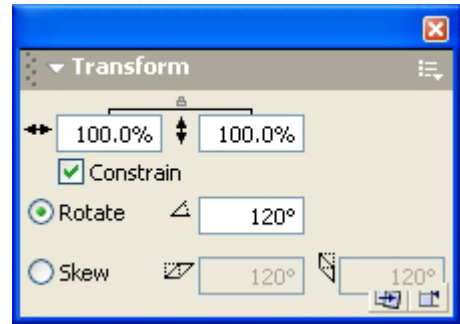 Transform
100.0% 100.0%
Constrain
Rotate 120°
Skew 120° 120°